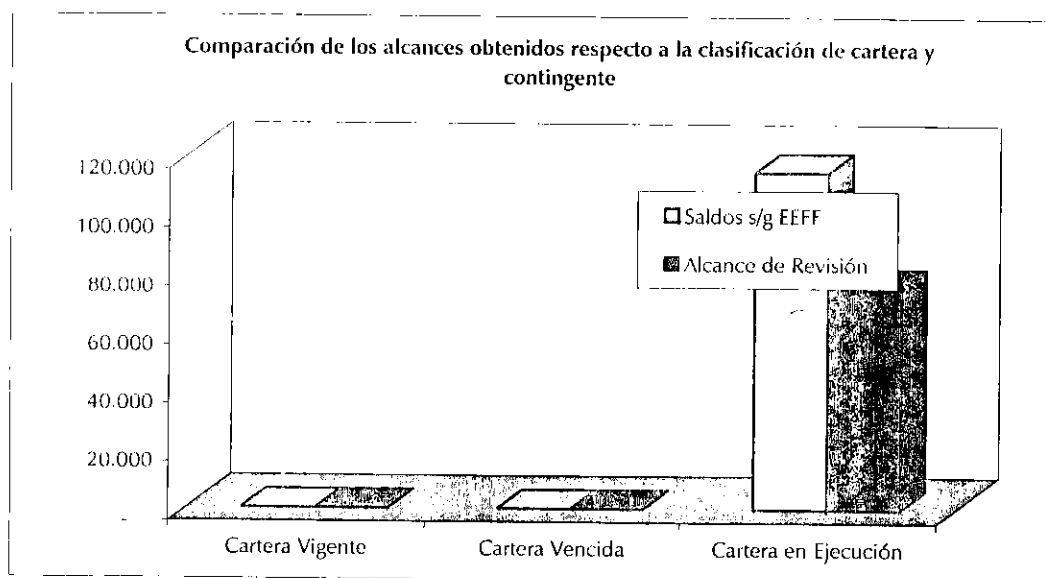 Comparación de los alcances obtenidos respecto a la clasificación de cartera y
contingente
120.000
100.000
80.000
60.000
40.000
20.000
-
Saldos s/g EEFF
Alcance de Revisión
Cartera Vigente
Cartera Vencida
Cartera en Ejecución